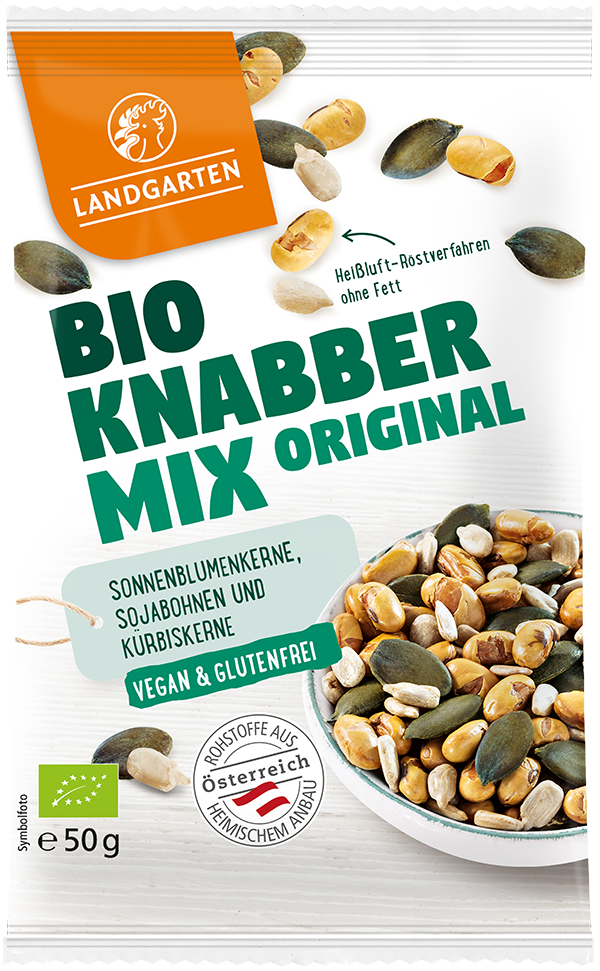 LANDGARTEN
Heißluft-Röstverfahren
ohne Fett
BIO
KNABBER
MIX ORIGINAL
SONNENBLUMENKERNE,
SOJABOHNEN UND
KÜRBISKERNE
VEGAN & GLUTENFREI
ROHSTOFFE AUS
Österreich
HEIMISCHEM ANBAU
Symbolfoto
℮ 50 g